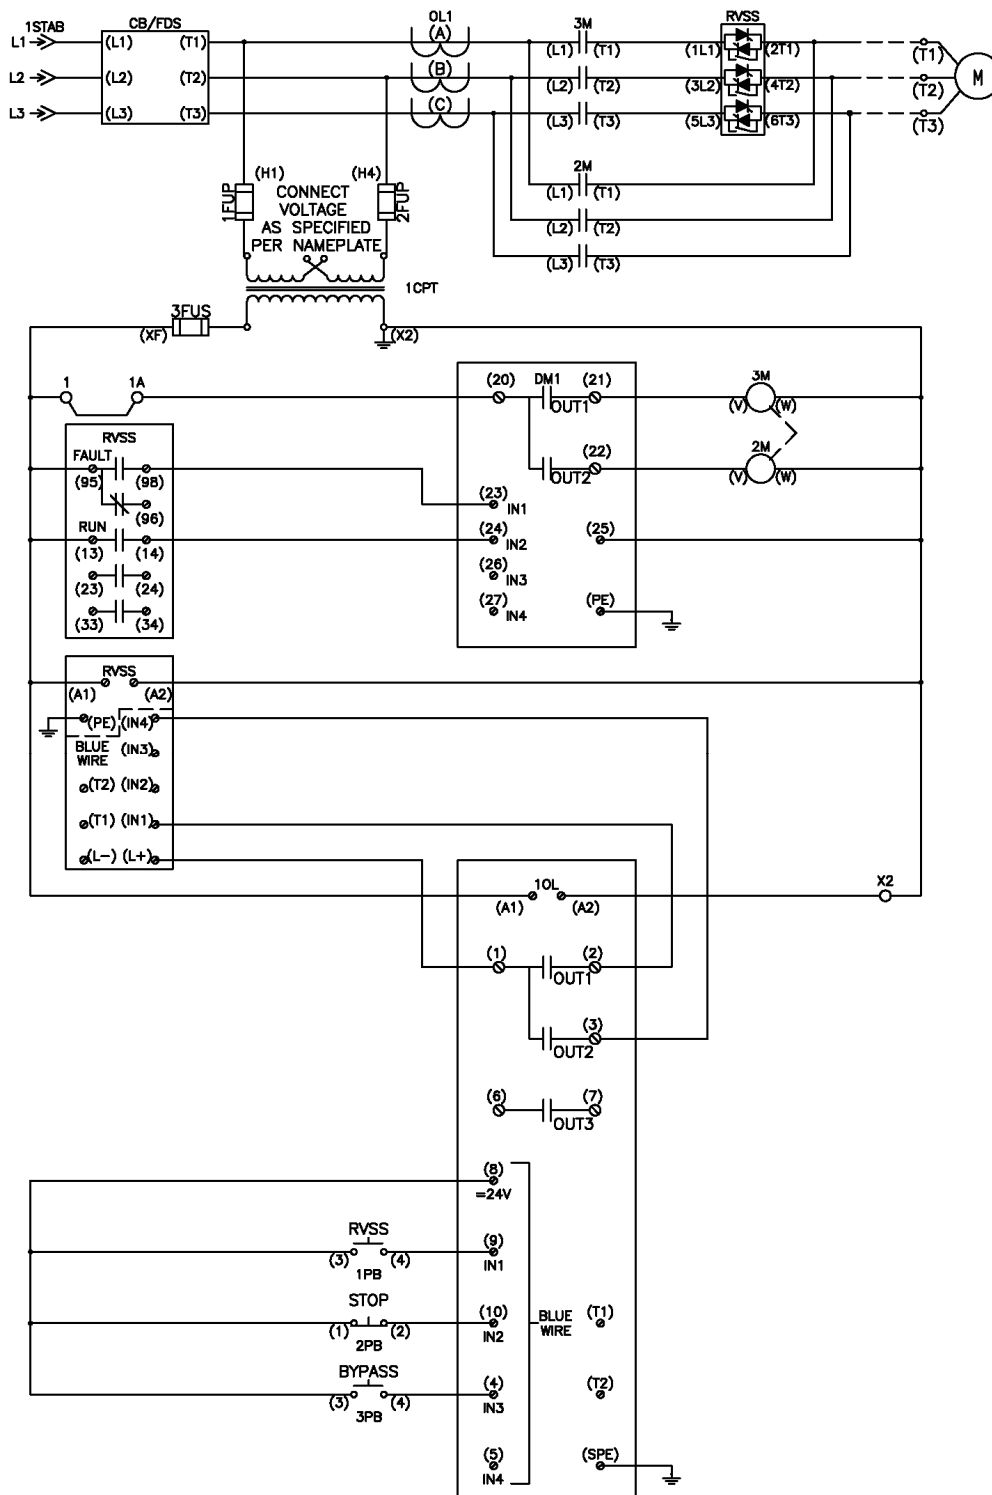 1STAB CB/FDS OL1 3M RVSS
L1 (L1) (T1) (A) (L1) (T1) (1L1) (2T1) (T1)
L2 (L2) (T2) (B) (L2) (T2) (3L2) (4T2) (T2) M
L3 (L3) (T3) (C) (L3) (T3) (5L3) (6T3) (T3)
2M
(L1) (T1)
(L2) (T2)
(L3) (T3)
(H1) (H4)
1FUP 2FUP
CONNECT
VOLTAGE
AS SPECIFIED
PER NAMEPLATE
1CPT
3FUS
(XF) (X2)
1 1A (20) DM1 (21) 3M
OUT1 (V) (W)
RVSS
FAULT (22) 2M
(95) (98) OUT2 (V) (W)
(96) (23)
IN1
RUN (24) (25)
(13) (14) IN2
(26)
(23) (24) IN3
(27) (PE)
(33) (34) IN4
RVSS
(A1) (A2)
(PE) (IN4)
BLUE
WIRE (IN3)
(T2) (IN2)
(T1) (IN1)
(L-) (L+)
1OL X2
(A1) (A2)
(1) (2)
OUT1
(3)
OUT2
(6) (7)
OUT3
(8)
=24V
RVSS (9)
(3) (4) IN1
1PB
STOP (10) BLUE
WIRE (T1)
(1) (2) IN2
2PB
BYPASS (4) (T2)
(3) (4) IN3
3PB
(5) (SPE)
IN4